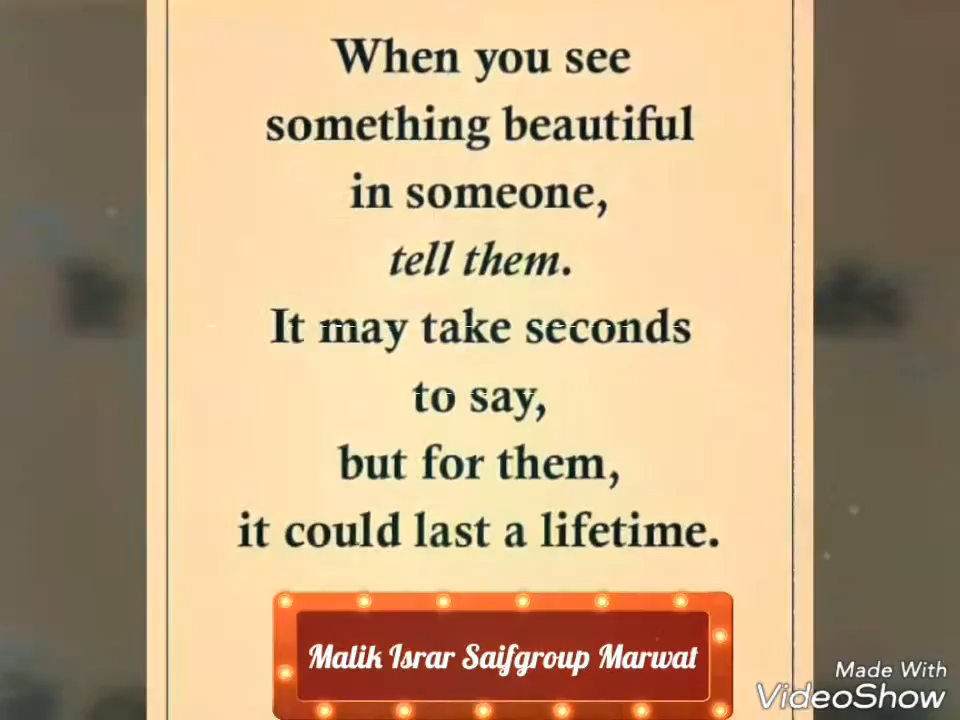 When you see
something beautiful
in someone,
tell them.
It may take seconds
to say,
but for them,
it could last a lifetime.
Malik Israr Saifgroup Marwat
Made With
VideoShow